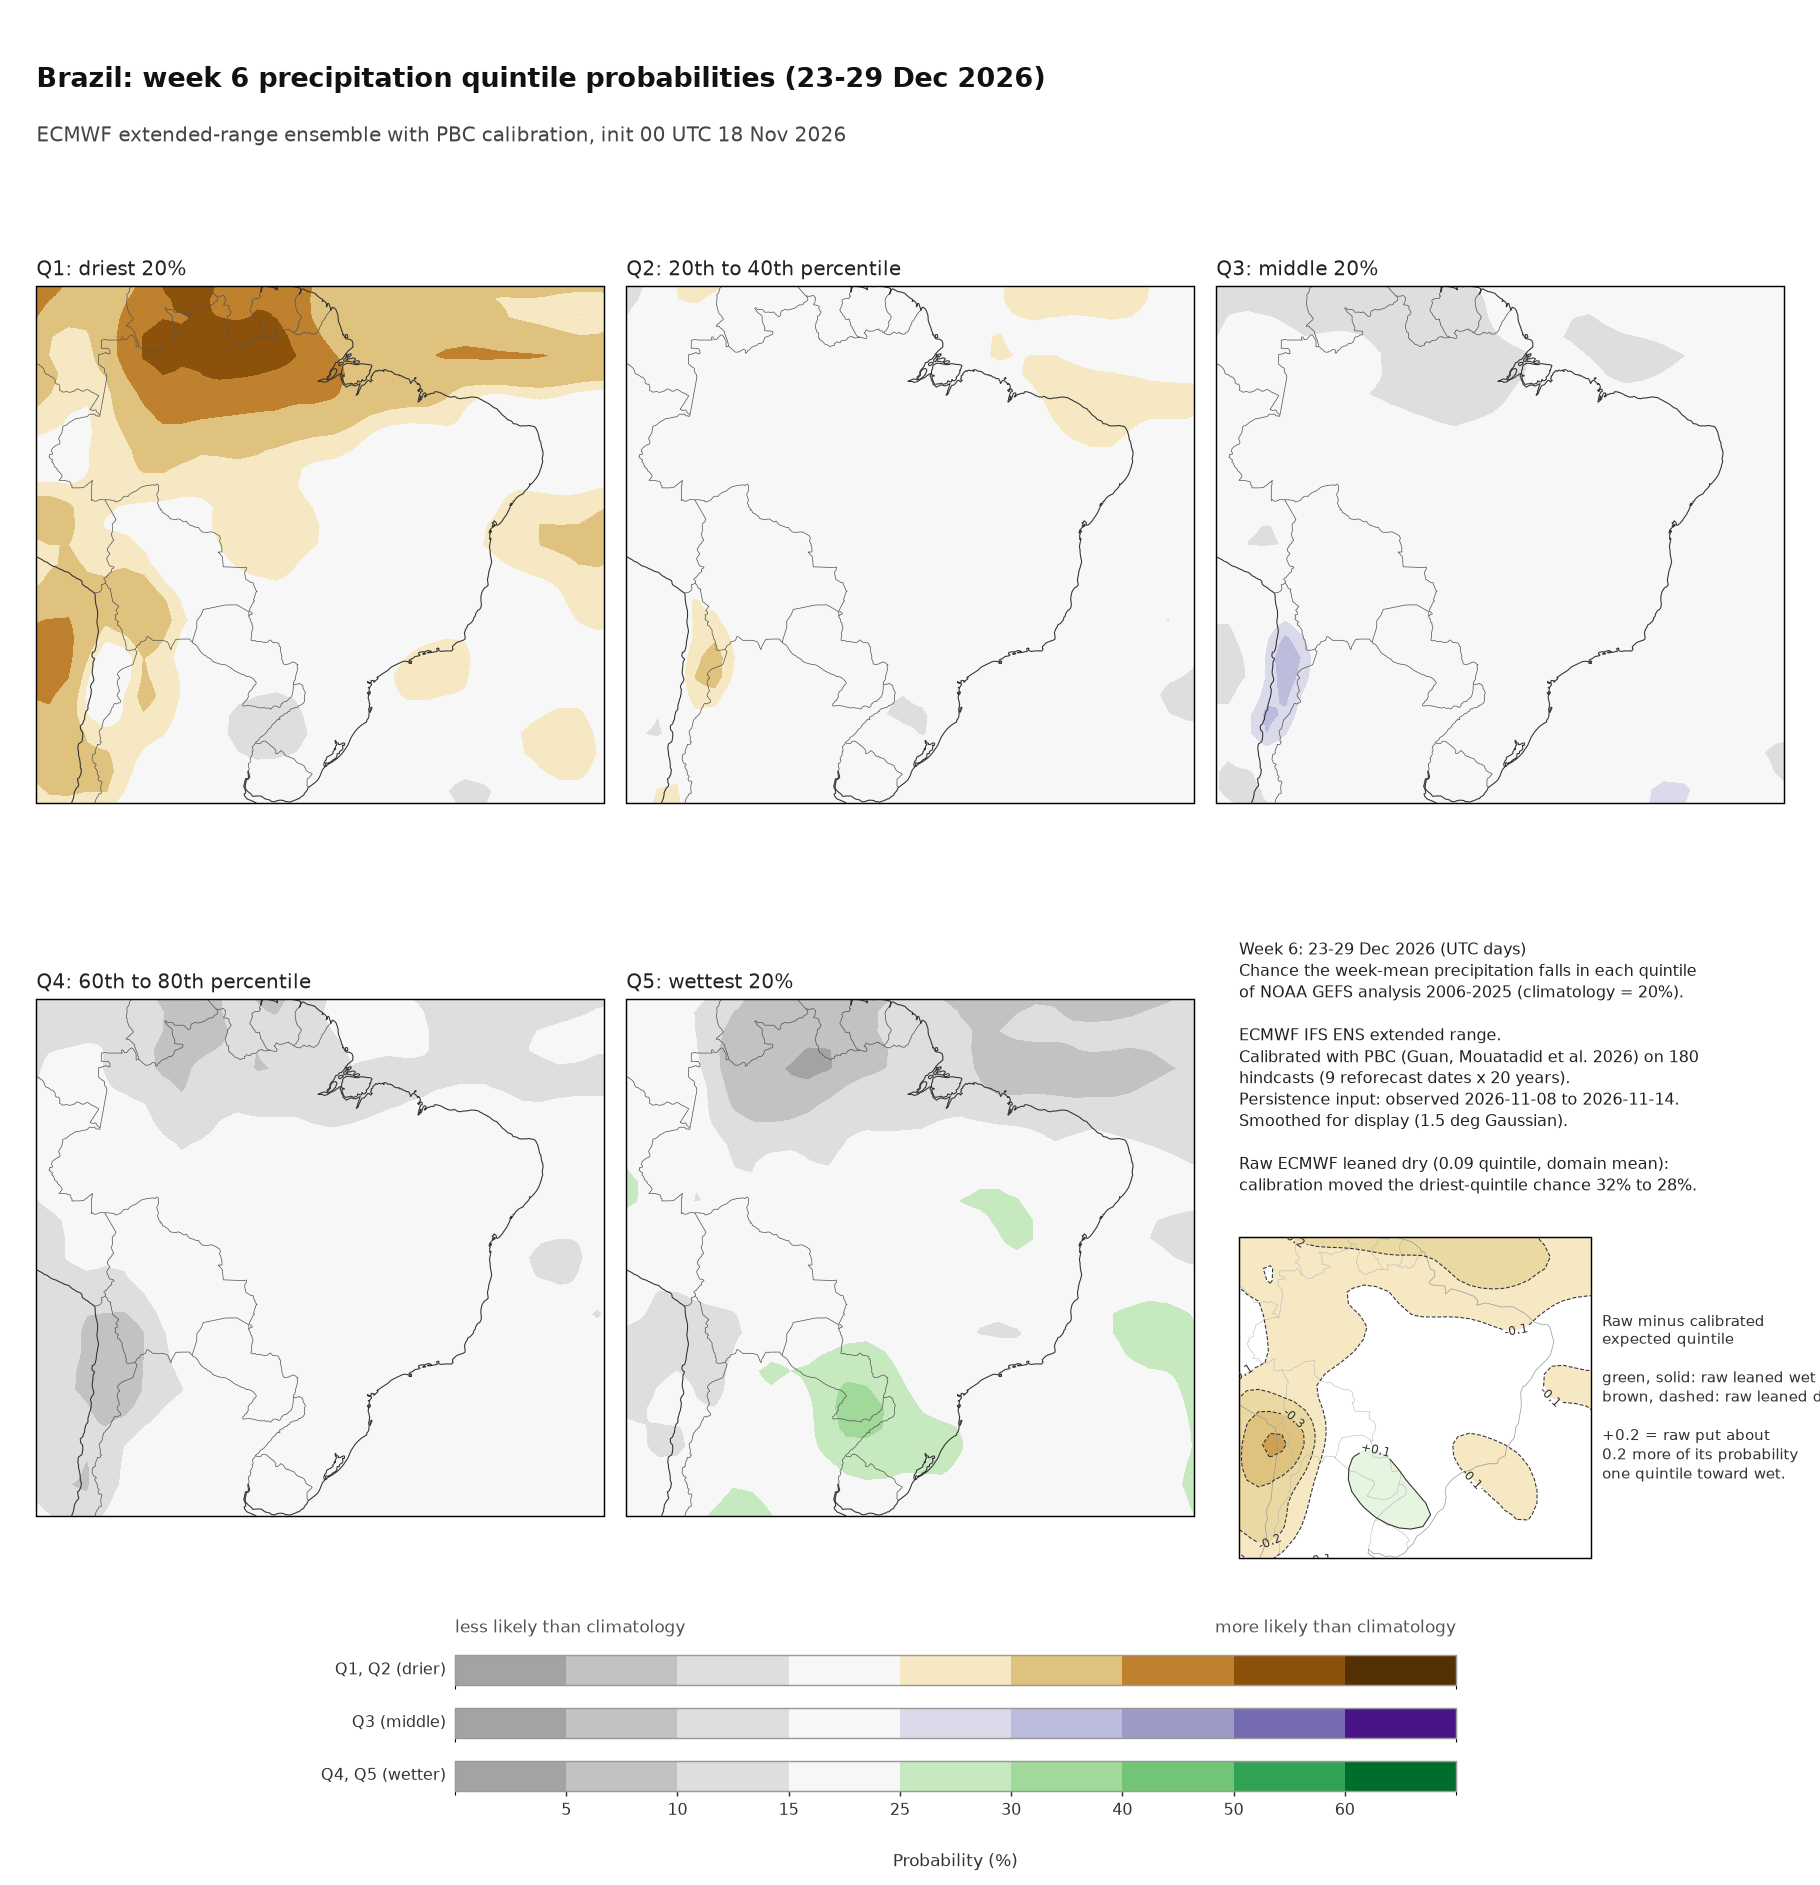 Brazil: week 6 precipitation quintile probabilities (23-29 Dec 2026)
ECMWF extended-range ensemble with PBC calibration, init 00 UTC 18 Nov 2026
Q1: driest 20%
Q2: 20th to 40th percentile
Q3: middle 20%
Q4: 60th to 80th percentile
Q5: wettest 20%
Week 6: 23-29 Dec 2026 (UTC days)
Chance the week-mean precipitation falls in each quintile
of NOAA GEFS analysis 2006-2025 (climatology = 20%).
ECMWF IFS ENS extended range.
Calibrated with PBC (Guan, Mouatadid et al. 2026) on 180
hindcasts (9 reforecast dates x 20 years).
Persistence input: observed 2026-11-08 to 2026-11-14.
Smoothed for display (1.5 deg Gaussian).
Raw ECMWF leaned dry (0.09 quintile, domain mean):
calibration moved the driest-quintile chance 32% to 28%.
-0.1
-0.1
-0.3
+0.1
-0.1
-0.2
Raw minus calibrated
expected quintile
green, solid: raw leaned wet
brown, dashed: raw leaned
+0.2 = raw put about
0.2 more of its probability
one quintile toward wet.
less likely than climatology
more likely than climatology
Q1, Q2 (drier)
Q3 (middle)
Q4, Q5 (wetter)
5 10 15 25 30 40 50 60
Probability (%)